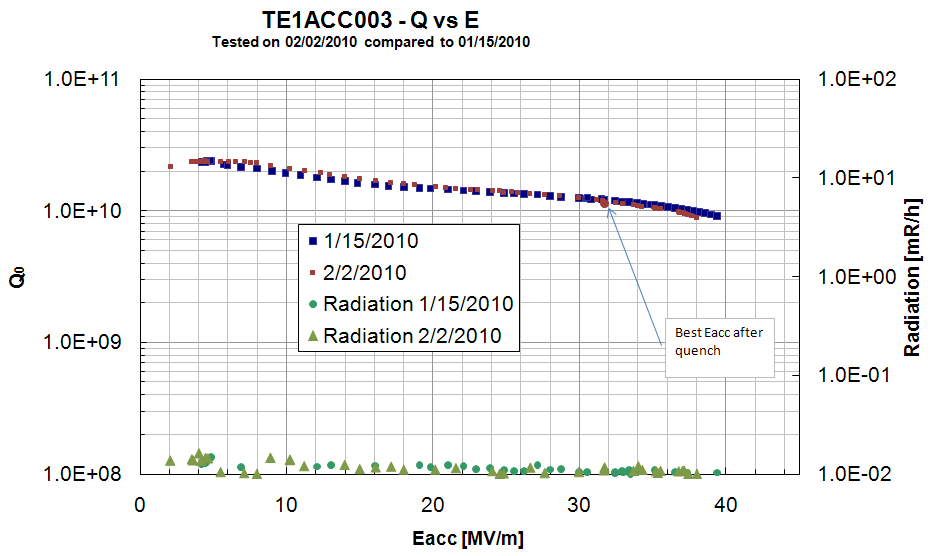 TE1ACC003 - Q vs E
Tested on 02/02/2010 compared to 01/15/2010
1.0E+11
1.0E+10
1.0E+09
1.0E+08
Q0
1.0E+02
1.0E+01
1.0E+00
1.0E-01
1.0E-02
Radiation [mR/h]
1/15/2010
2/2/2010
Radiation 1/15/2010
Radiation 2/2/2010
Best Eacc after
quench
0
10
20
30
40
Eacc [MV/m]